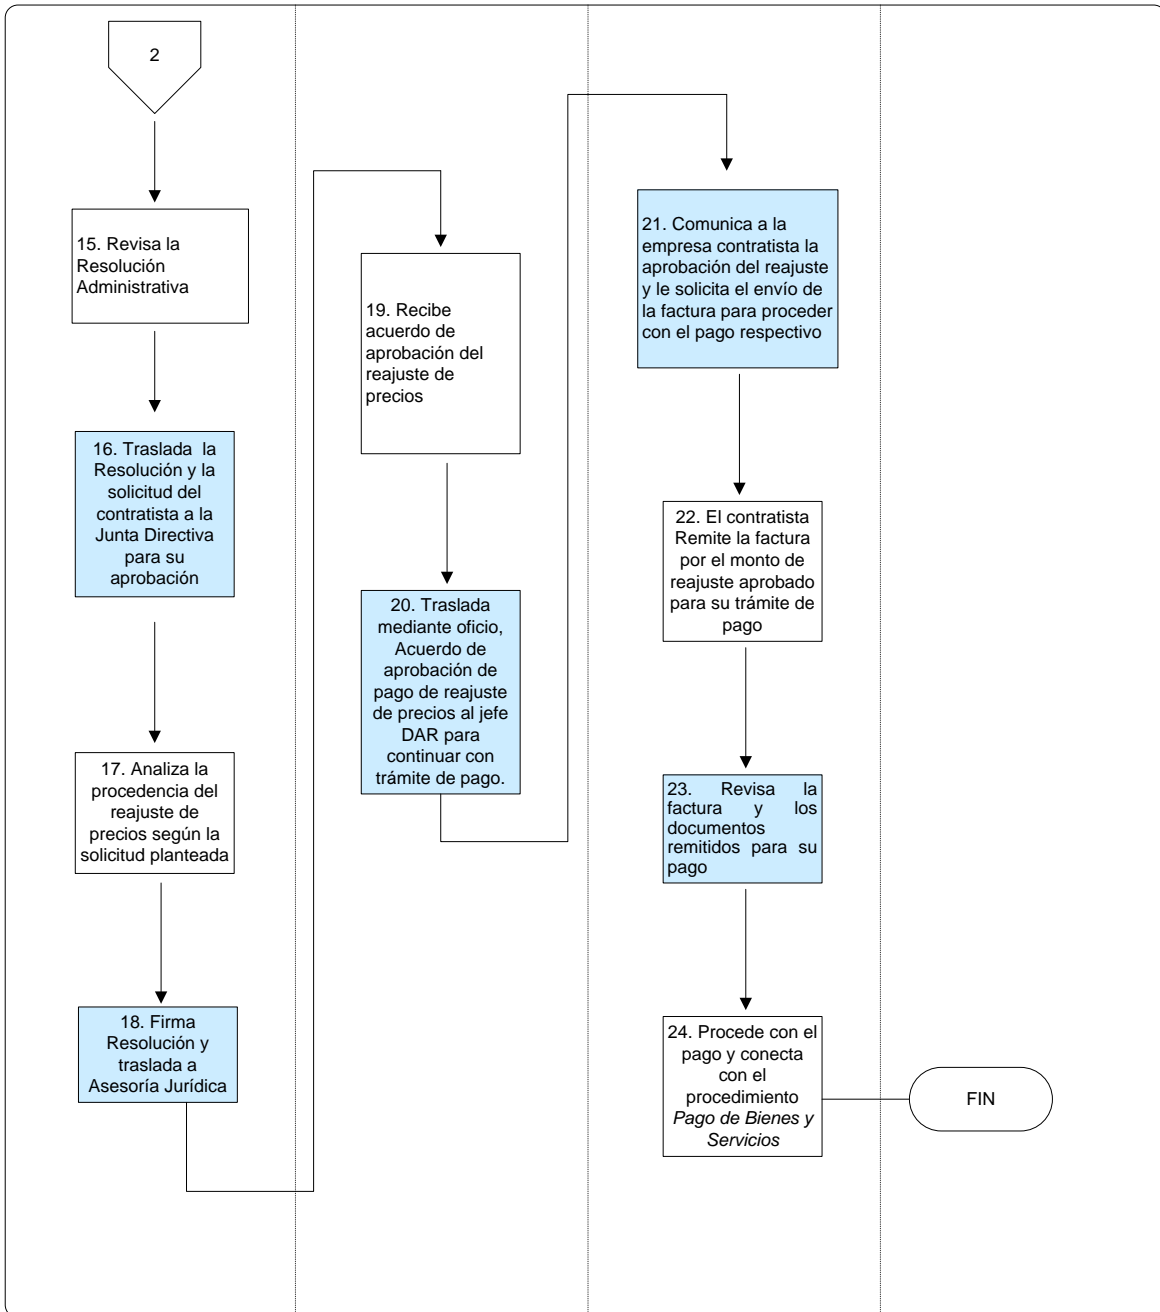 2
15. Revisa la
Resolución
Administrativa
16. Traslada la
Resolución y la
solicitud del
contratista a la
Junta Directiva
para su
aprobación
17. Analiza la
procedencia del
reajuste de
precios según la
solicitud planteada
18. Firma
Resolución y
traslada a
Asesoría Jurídica
19. Recibe
acuerdo de
aprobación del
reajuste de
precios
20. Traslada
mediante oficio,
Acuerdo de
aprobación de
pago de reajuste
de precios al jefe
DAR para
continuar con
trámite de pago.
21. Comunica a la
empresa contratista la
aprobación del reajuste
y le solicita el envío de
la factura para proceder
con el pago respectivo
22. El contratista
Remite la factura
por el monto de
reajuste aprobado
para su trámite de
pago
23. Revisa la
factura y los
documentos
remitidos para su
pago
24. Procede con el
pago y conecta
con el
procedimiento
Pago de Bienes y
Servicios
FIN